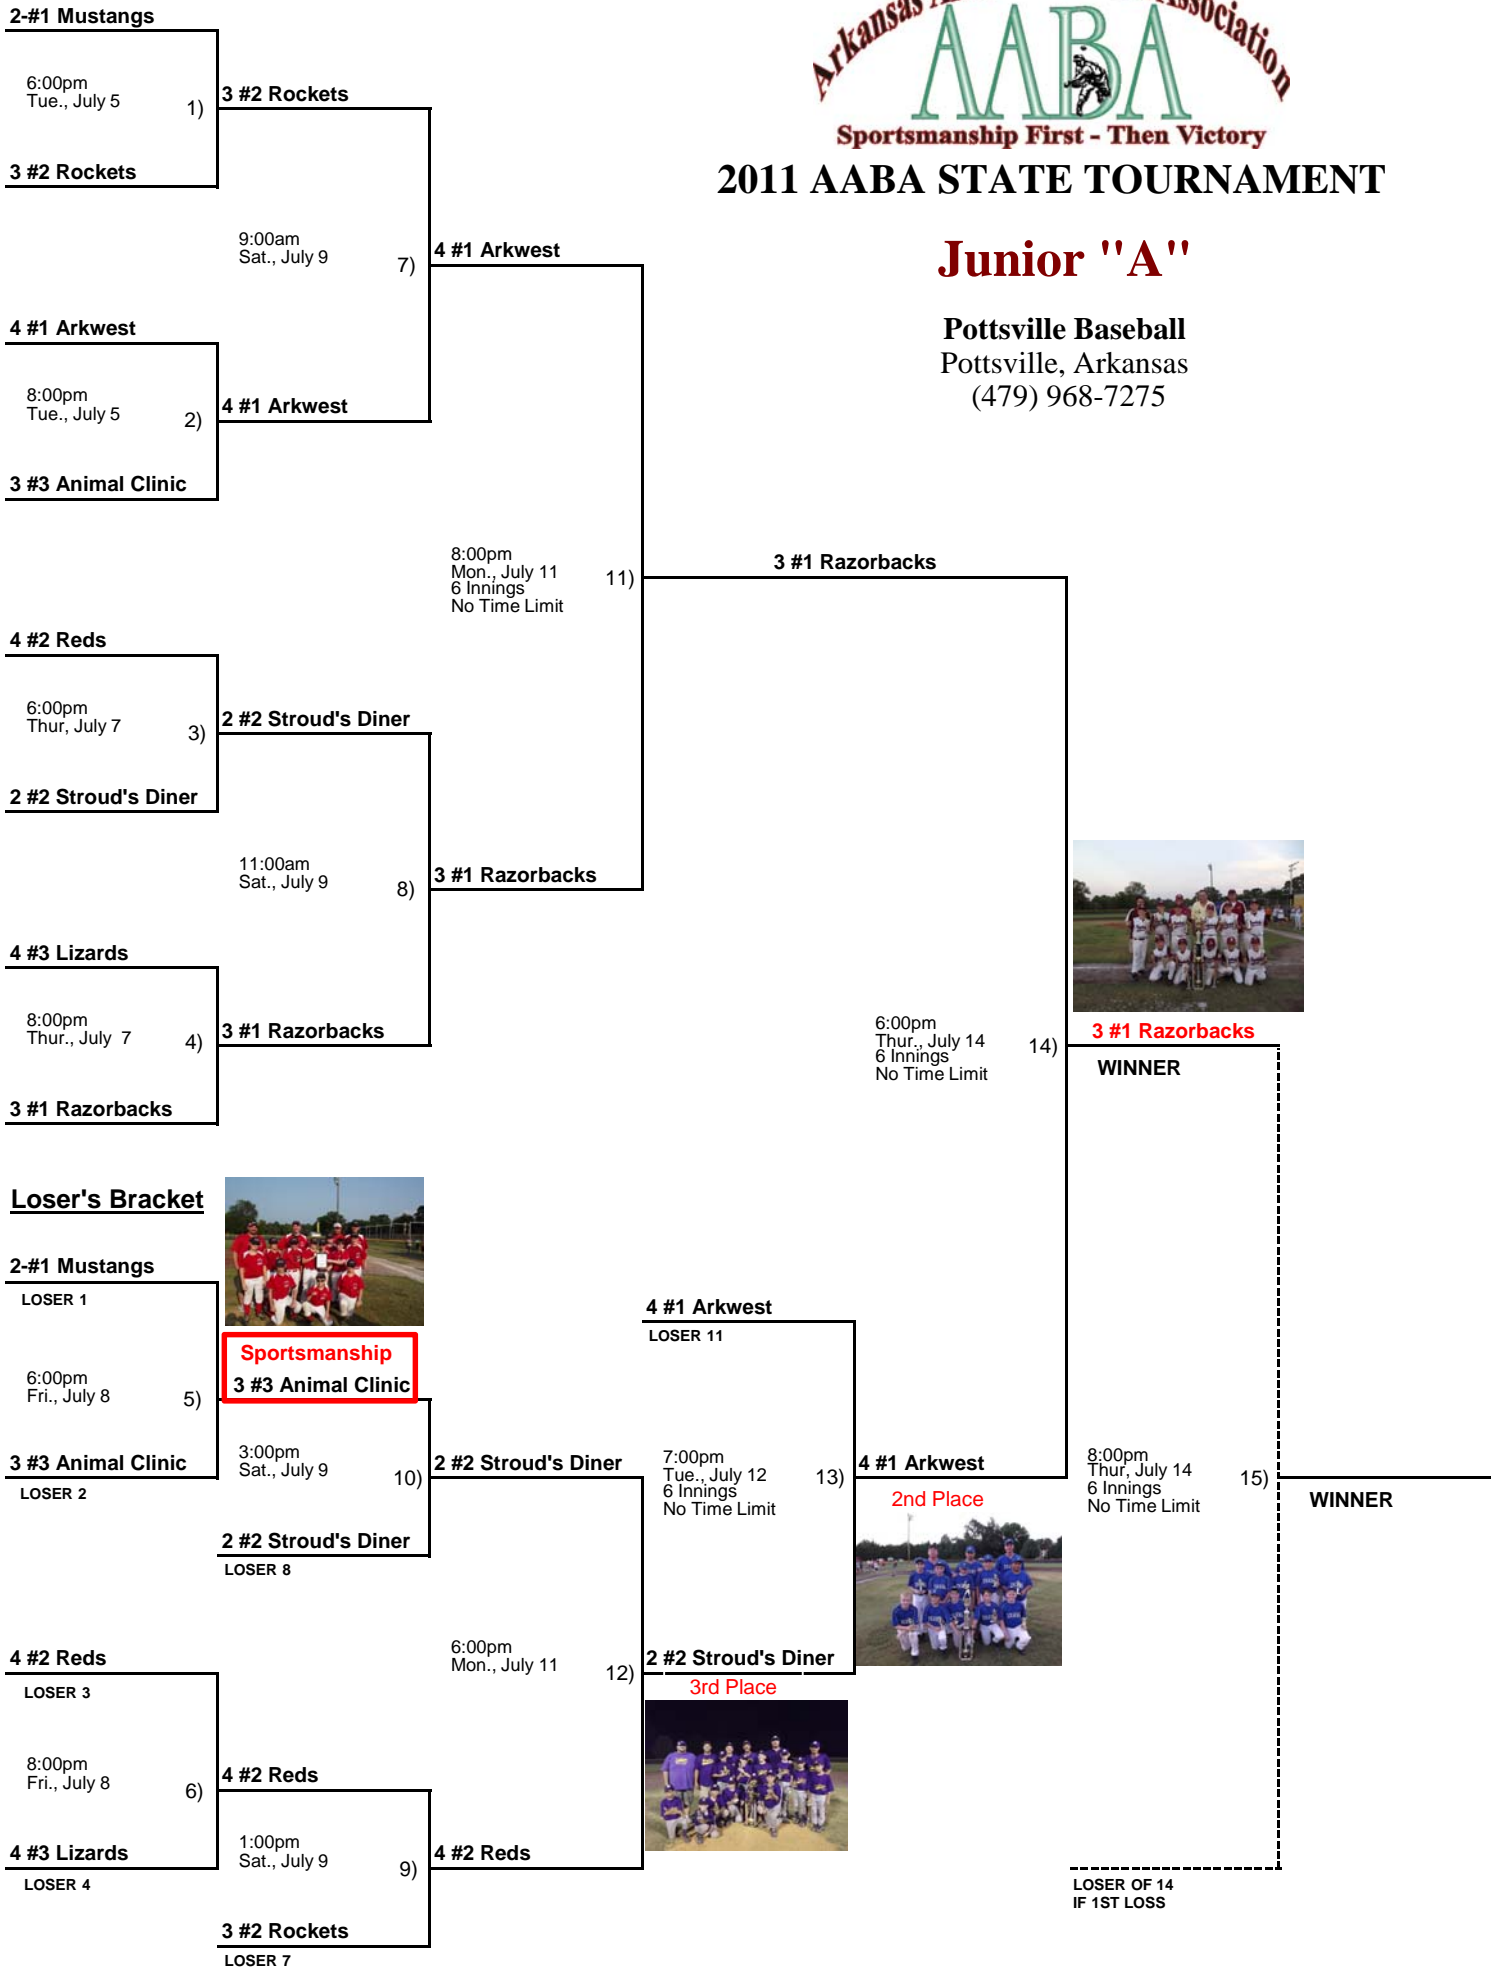 Arkansas
Association
AABA
Sportsmanship First - Then Victory
2011 AABA STATE TOURNAMENT
Junior "A"
Pottsville Baseball
Pottsville, Arkansas
(479) 968-7275
2-#1 Mustangs
6:00pm
Tue., July 5
1)
3 #2 Rockets
3 #2 Rockets
9:00am
Sat., July 9
7)
4 #1 Arkwest
4 #1 Arkwest
8:00pm
Tue., July 5
2)
4 #1 Arkwest
3 #3 Animal Clinic
8:00pm
Mon., July 11
6 Innings
No Time Limit
11)
3 #1 Razorbacks
4 #2 Reds
6:00pm
Thur, July 7
3)
2 #2 Stroud's Diner
2 #2 Stroud's Diner
11:00am
Sat., July 9
8)
3 #1 Razorbacks
4 #3 Lizards
8:00pm
Thur., July 7
4)
3 #1 Razorbacks
3 #1 Razorbacks
6:00pm
Thur., July 14
6 Innings
No Time Limit
14)
3 #1 Razorbacks
WINNER
Loser's Bracket
2-#1 Mustangs
LOSER 1
6:00pm
Fri., July 8
5)
Sportsmanship
3 #3 Animal Clinic
3 #3 Animal Clinic
LOSER 2
3:00pm
Sat., July 9
10)
2 #2 Stroud's Diner
2 #2 Stroud's Diner
LOSER 8
4 #1 Arkwest
LOSER 11
7:00pm
Tue., July 12
6 Innings
No Time Limit
13)
4 #1 Arkwest
2nd Place
8:00pm
Thur, July 14
6 Innings
No Time Limit
15)
WINNER
4 #2 Reds
LOSER 3
6:00pm
Mon., July 11
12)
2 #2 Stroud's Diner
3rd Place
8:00pm
Fri., July 8
6)
4 #2 Reds
4 #3 Lizards
LOSER 4
1:00pm
Sat., July 9
9)
4 #2 Reds
3 #2 Rockets
LOSER 7
LOSER OF 14
IF 1ST LOSS